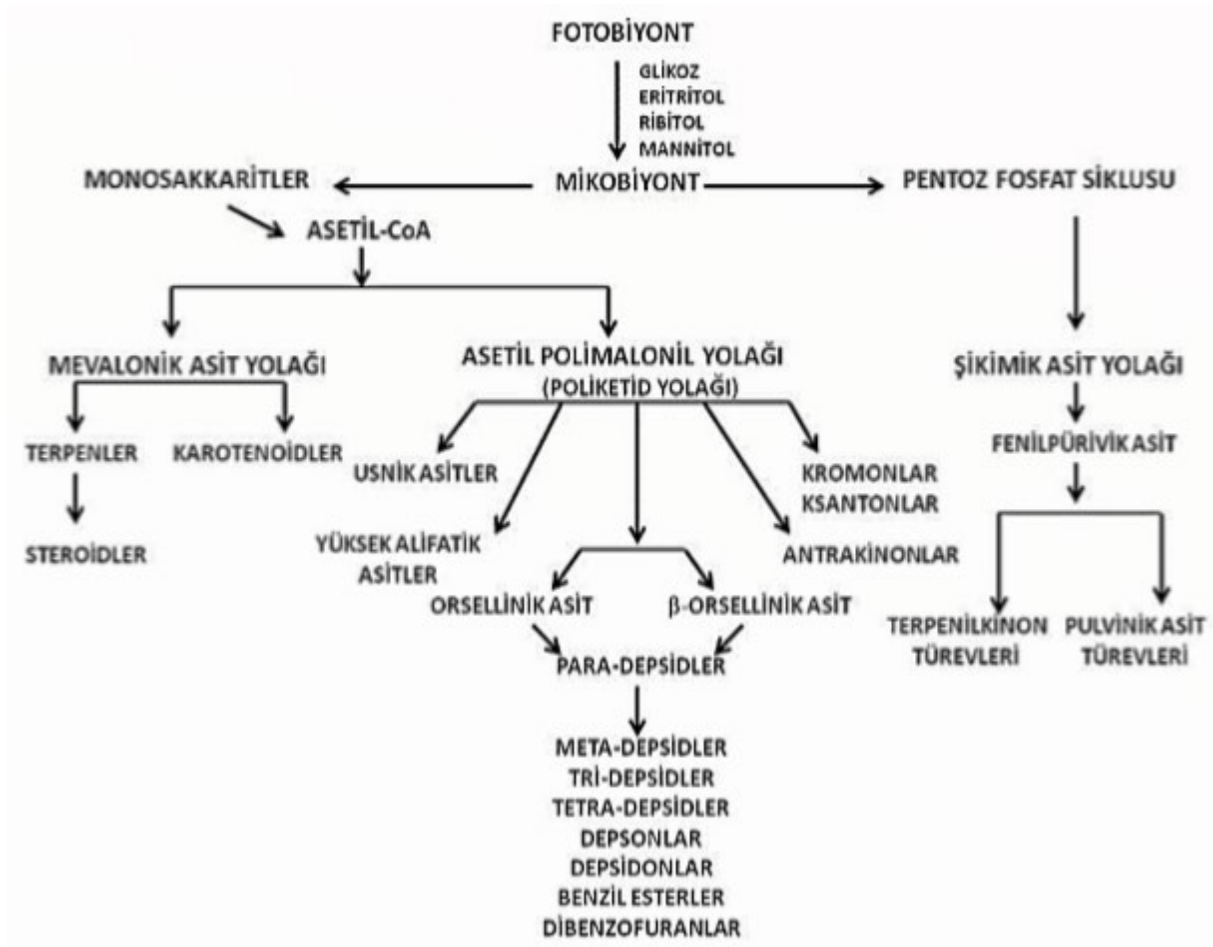 FOTOBİYONT
GLİKOZ
ERİTRİTOL
RİBİTOL
MANNİTOL
MONOSAKKARİTLER
MİKOBİYONT
PENTOZ FOSFAT SİKLUSU
ASETİL-CoA
MEVALONİK ASİT YOLAĞI
ASETİL POLİMALONİL YOLAĞI
(POLİKETİD YOLAĞI)
ŞİKİMİK ASİT YOLAĞI
TERPENLER
KAROTENOİDLER
USNİK ASİTLER
KROMONLAR
KSANTONLAR
FENİLPÜRİVİK ASİT
STEROİDLER
YÜKSEK ALİFATİK
ASİTLER
ANTRAKİNONLAR
ORSELLİNİK ASİT
β-ORSELLİNİK ASİT
TERPENİLKİNON
TÜREVLERİ
PULVİNİK ASİT
TÜREVLERİ
PARA-DEPSİDLER
META-DEPSİDLER
TRİ-DEPSİDLER
TETRA-DEPSİDLER
DEPSONLAR
DEPSİDONLAR
BENZİL ESTERLER
DİBENZOFURANLAR